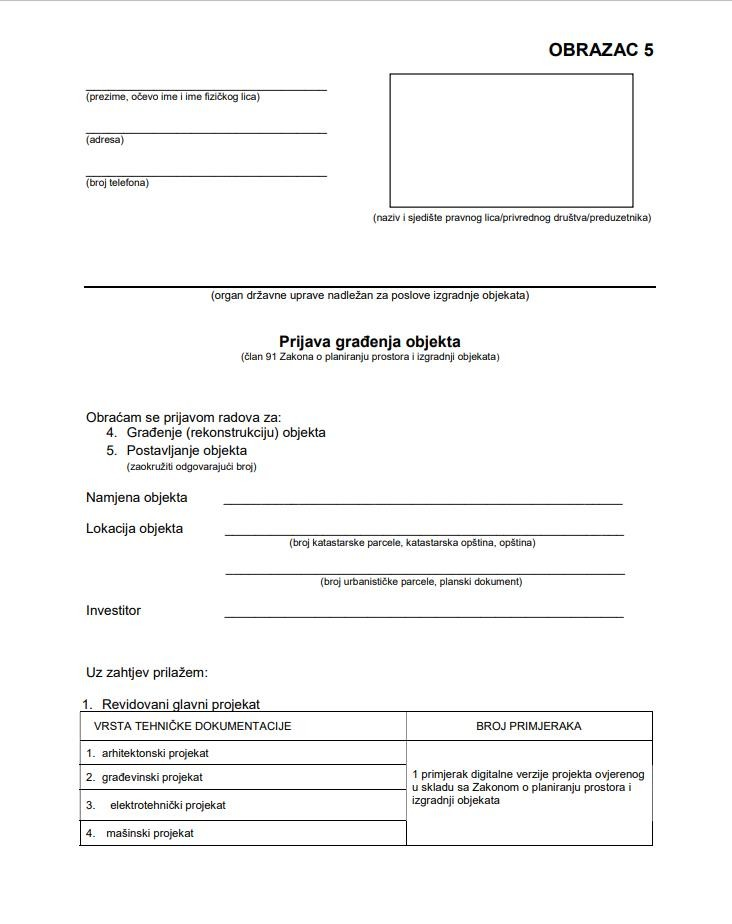 OBRAZAC 5
(prezime, očevo ime i ime fizičkog lica)
(adresa)
(broj telefona)
(naziv i sjedište pravnog lica/privrednog društva/preduzetnika)
(organ državne uprave nadležan za poslove izgradnje objekata)
Prijava građenja objekta
(član 91 Zakona o planiranju prostora i izgradnji objekata)
Obraćam se prijavom radova za:
4. Građenje (rekonstrukciju) objekta
5. Postavljanje objekta
(zaokružiti odgovarajući broj)
Namjena objekta
Lokacija objekta
(broj katastarske parcele, katastarska opština, opština)
(broj urbanističke parcele, planski dokument)
Investitor
Uz zahtjev prilažem:
1. Revidovani glavni projekat
VRSTA TEHNIČKE DOKUMENTACIJE
BROJ PRIMJERAKA
1. arhitektonski projekat
2. građevinski projekat
3. elektrotehnički projekat
4. mašinski projekat
1 primjerak digitalne verzije projekta ovjerenog
u skladu sa Zakonom o planiranju prostora i
izgradnji objekata